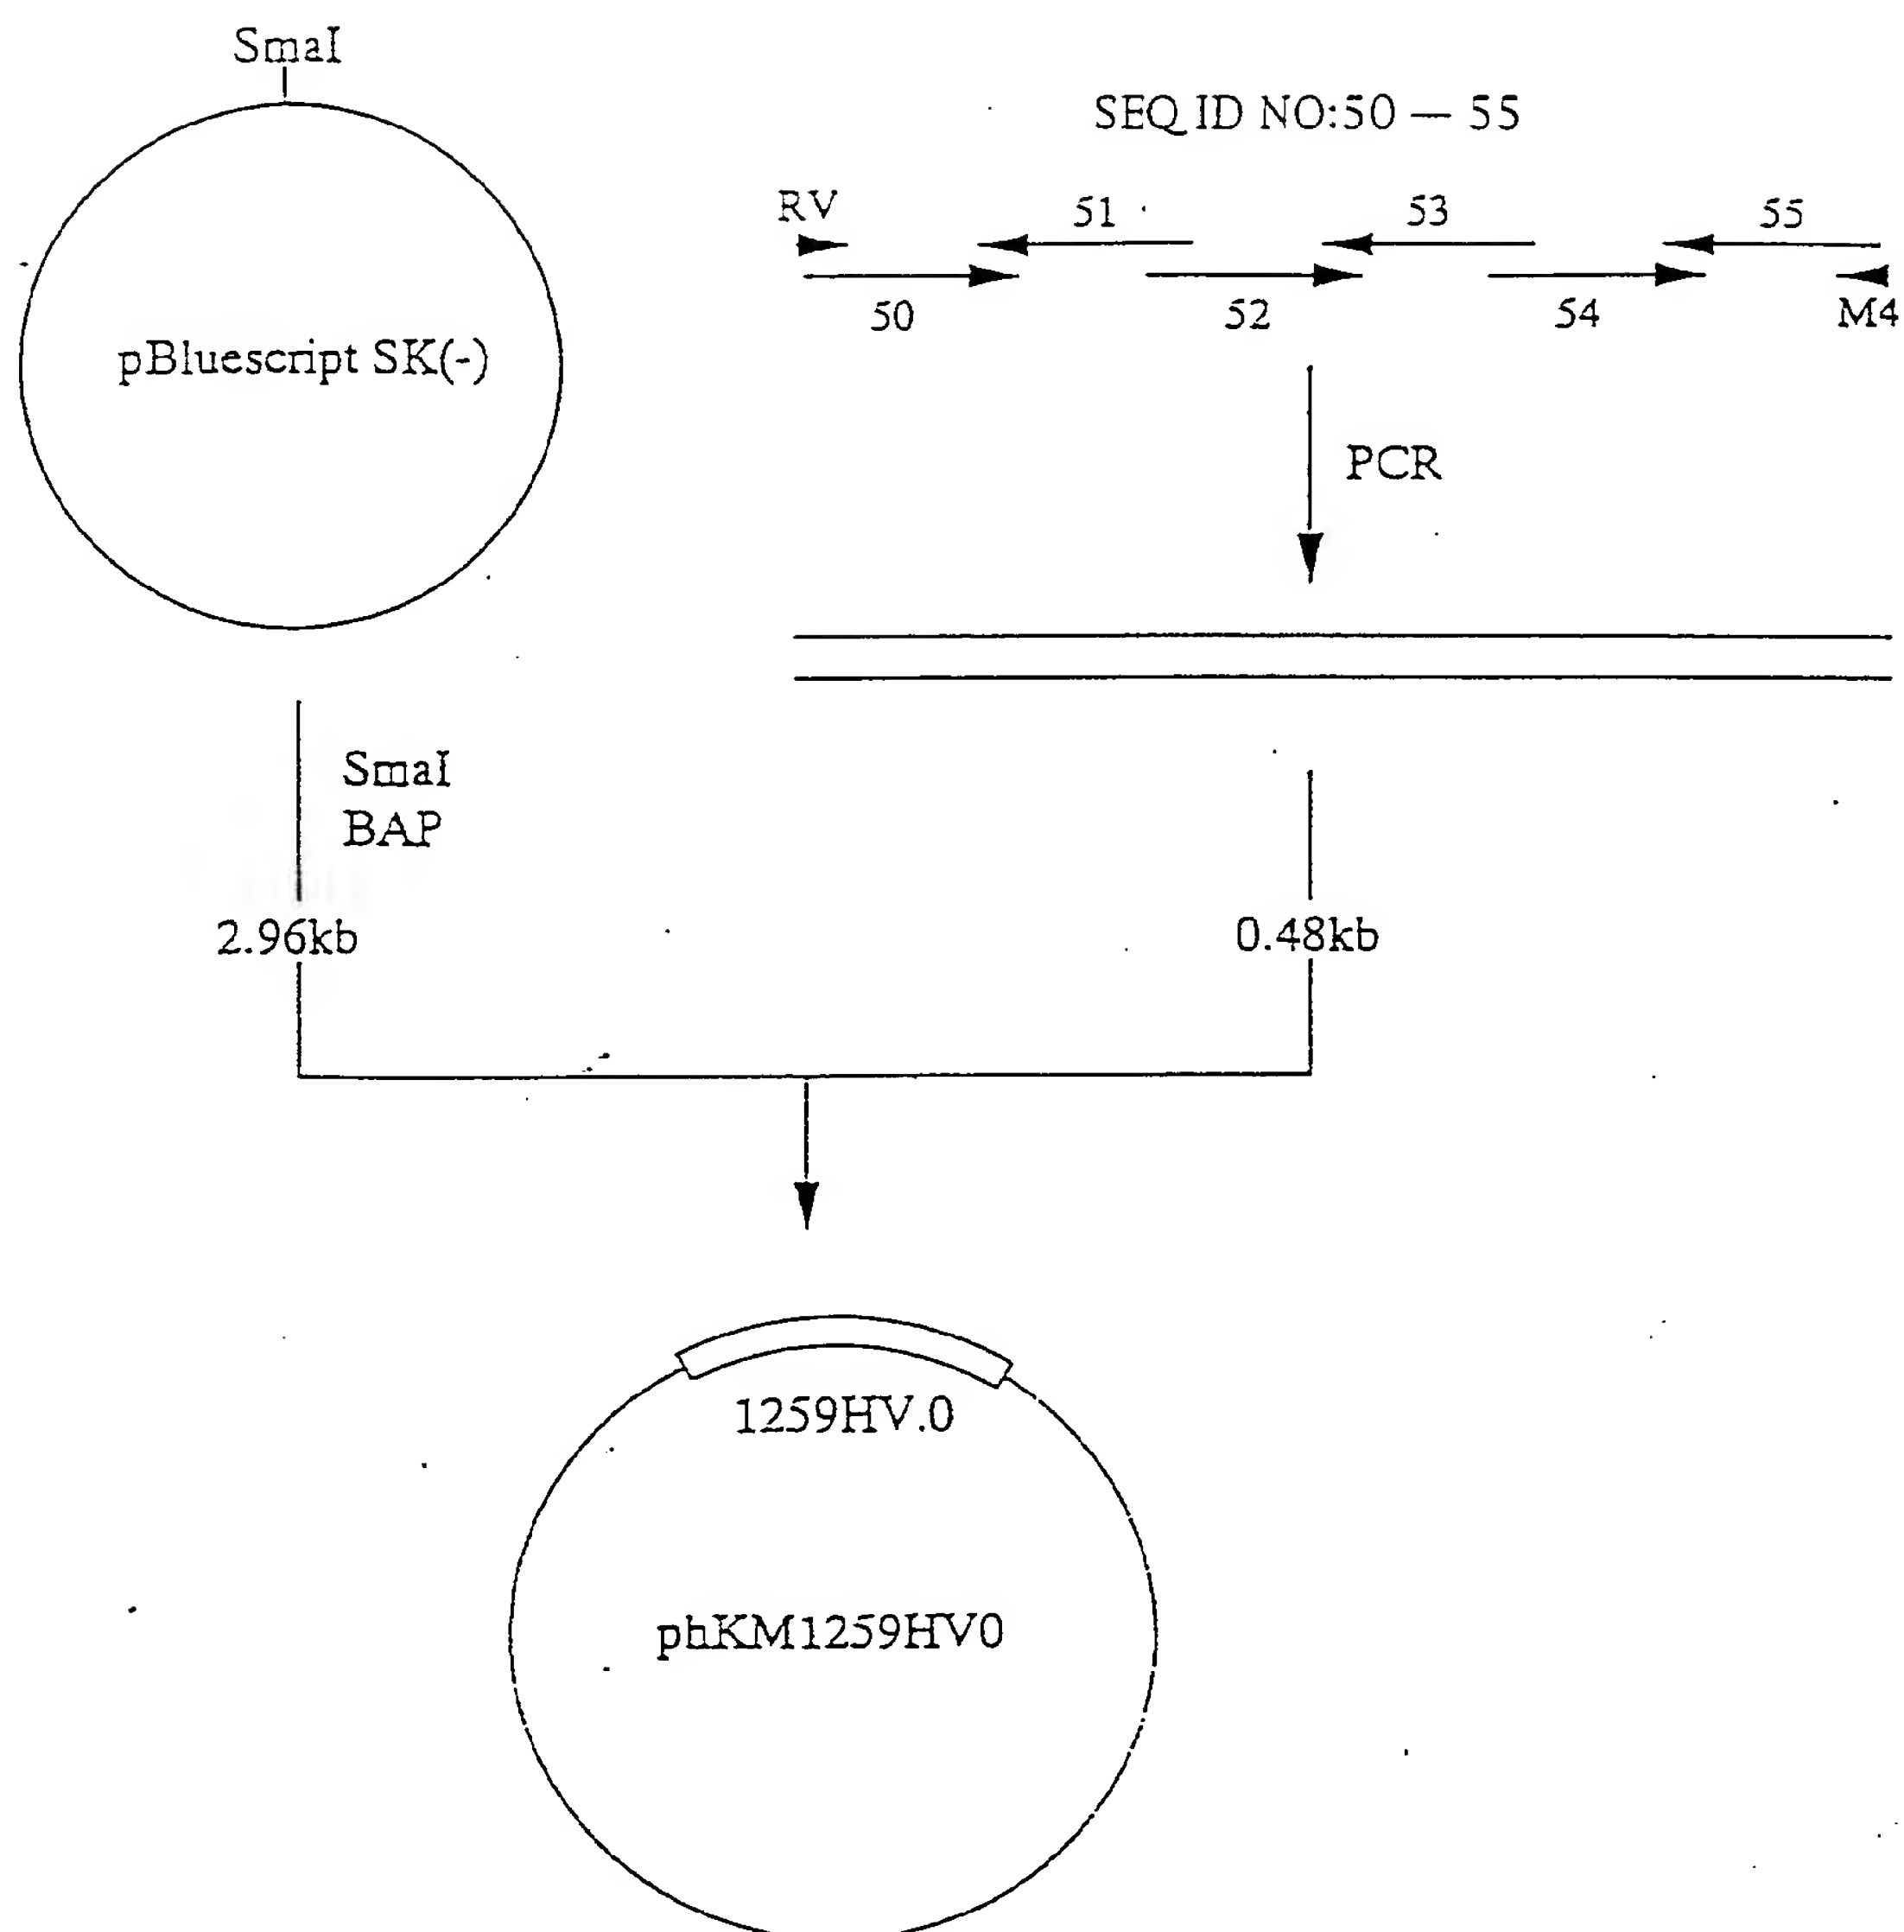 SmaI
SEQ ID NO:50 — 55
RV
51
53
55
50
52
54
M4
pBluescript SK(-)
PCR
SmaI
BAP
2.96kb
0.48kb
1259HV.0
phKM1259HV0